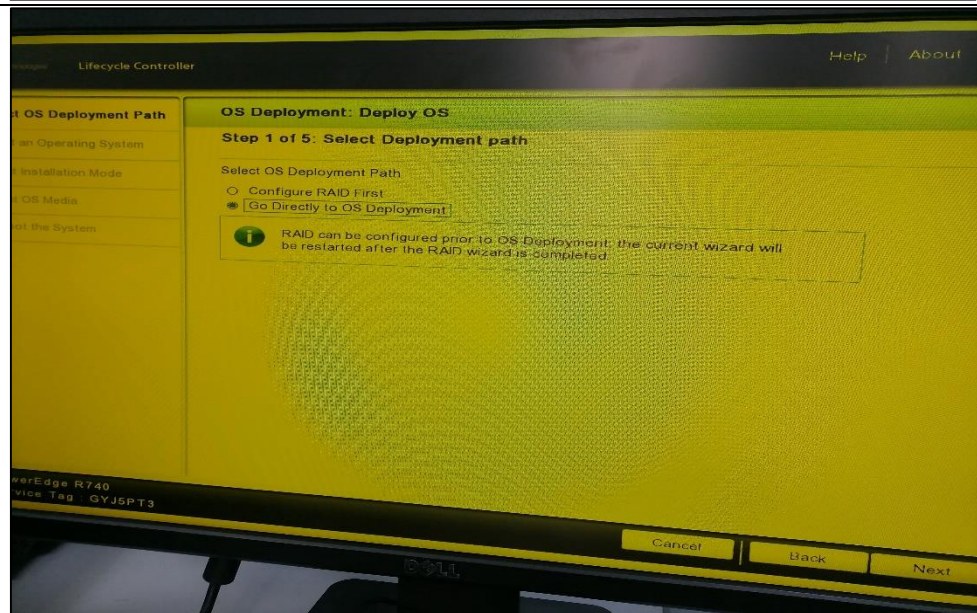 Lifecycle Controller
Help | About
t OS Deployment Path
t an Operating System
t Installation Mode
t OS Media
ot the System
OS Deployment: Deploy OS
Step 1 of 5: Select Deployment path
Select OS Deployment Path
Configure RAID First
Go Directly to OS Deployment
RAID can be configured prior to OS Deployment; the current wizard will
be restarted after the RAID wizard is completed.
werEdge R740
vice Tag : GYJ5PT3
Cancel
Back
Next
DELL